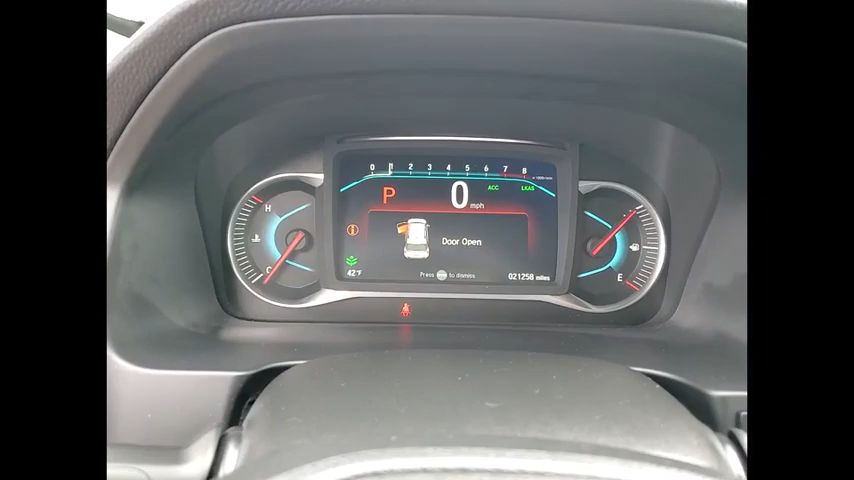 0 1 2 3 4 5 6 7 8
x 1000r/min
ACC LKAS
P 0 mph
H
Door Open
C
E
42°F
Press to dismiss
021258 miles